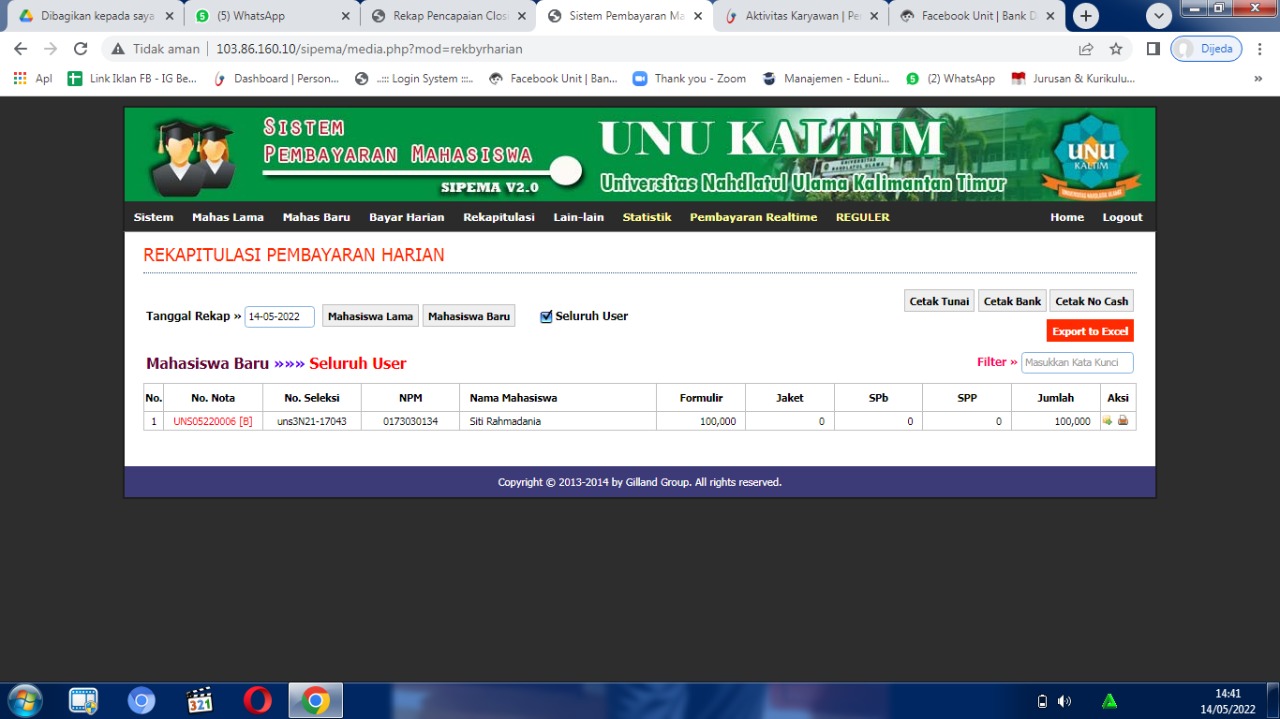 Dibagikan kepada saya
(5) WhatsApp
Rekap Pencapaian Closi
Sistem Pembayaran Ma
Aktivitas Karyawan | Per
Facebook Unit | Bank D
Tidak aman | 103.86.160.10/sipema/media.php?mod=rekbyrharian
Dijeda
Apl
Link Iklan FB - IG Be...
Dashboard | Person...
..::: Login System ::...
Facebook Unit | Ban...
Thank you - Zoom
Manajemen - Eduni...
(2) WhatsApp
Jurusan & Kurikulu...
»
SISTEM
PEMBAYARAN MAHASISWA
SIPEMA V2.0
UNU KALTIM
Universitas Nahdlatul Ulama Kalimantan Timur
UNU
KALTIM
Sistem Mahas Lama Mahas Baru Bayar Harian Rekapitulasi Lain-lain Statistik Pembayaran Realtime REGULER Home Logout
REKAPITULASI PEMBAYARAN HARIAN
Cetak Tunai Cetak Bank Cetak No Cash
Tanggal Rekap » 14-05-2022 Mahasiswa Lama Mahasiswa Baru Seluruh User
Export to Excel
Mahasiswa Baru »»» Seluruh User
Filter » Masukkan Kata Kunci
No. No. Nota No. Seleksi NPM Nama Mahasiswa Formulir Jaket SPb SPP Jumlah Aksi
1 UNS05220006 [B] uns3N21-17043 0173030134 Siti Rahmadania 100,000 0 0 0 100,000
Copyright © 2013-2014 by Gilland Group. All rights reserved.
321
14:41
14/05/2022